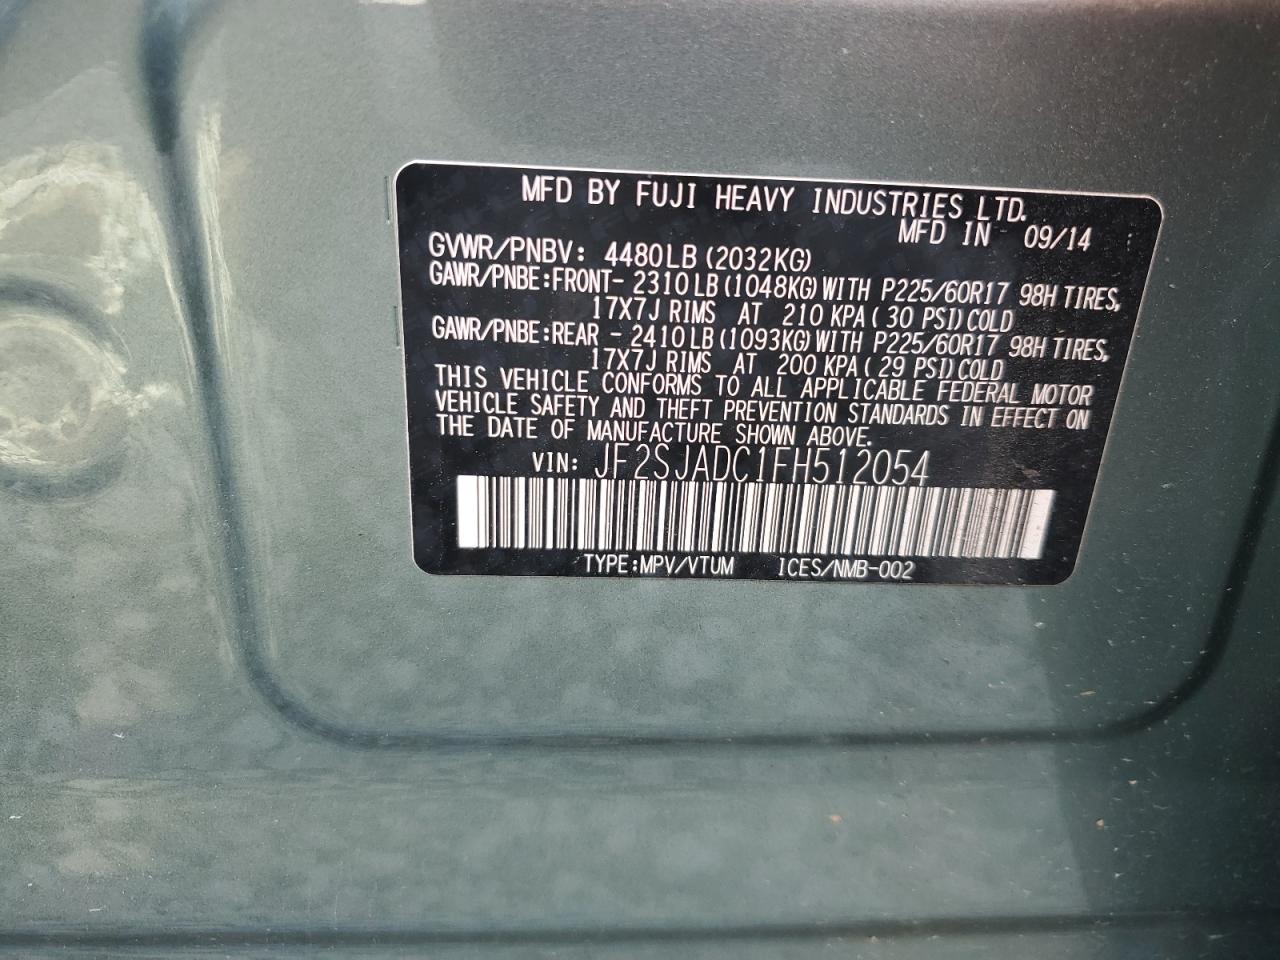 MFD BY FUJI HEAVY INDUSTRIES LTD.
MFD IN 09/14
GVWR/PNBV: 4480LB (2032KG)
GAWR/PNBE:FRONT- 2310LB (1048KG) WITH P225/60R17 98H TIRES,
17X7J RIMS AT 210 KPA ( 30 PSI) COLD
GAWR/PNBE:REAR - 2410LB (1093KG) WITH P225/60R17 98H TIRES,
17X7J RIMS AT 200 KPA ( 29 PSI) COLD
THIS VEHICLE CONFORMS TO ALL APPLICABLE FEDERAL MOTOR
VEHICLE SAFETY AND THEFT PREVENTION STANDARDS IN EFFECT ON
THE DATE OF MANUFACTURE SHOWN ABOVE.
VIN: JF2SJADC1FH512054
TYPE:MPV/VTUM ICES/NMB-002